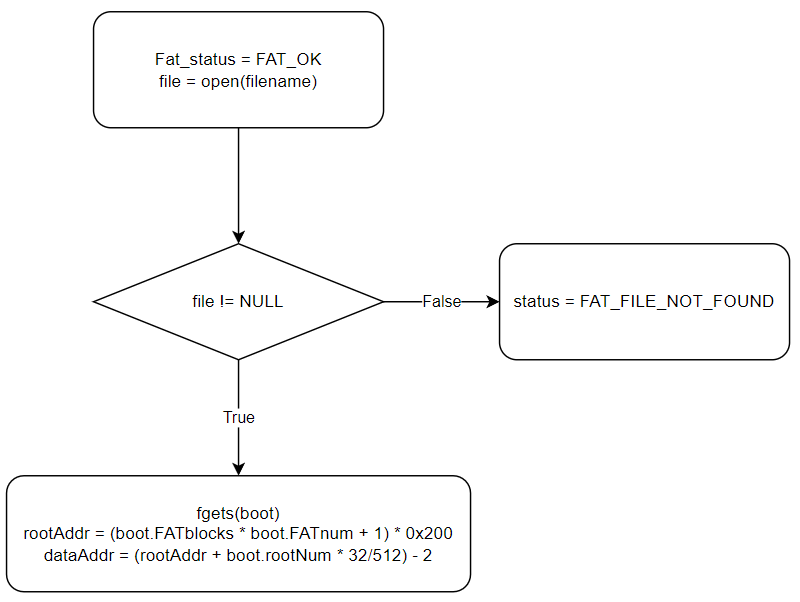 Fat_status = FAT_OK
file = open(filename)
file != NULL
False
status = FAT_FILE_NOT_FOUND
True
fgets(boot)
rootAddr = (boot.FATblocks * boot.FATnum + 1) * 0x200
dataAddr = (rootAddr + boot.rootNum * 32/512) - 2